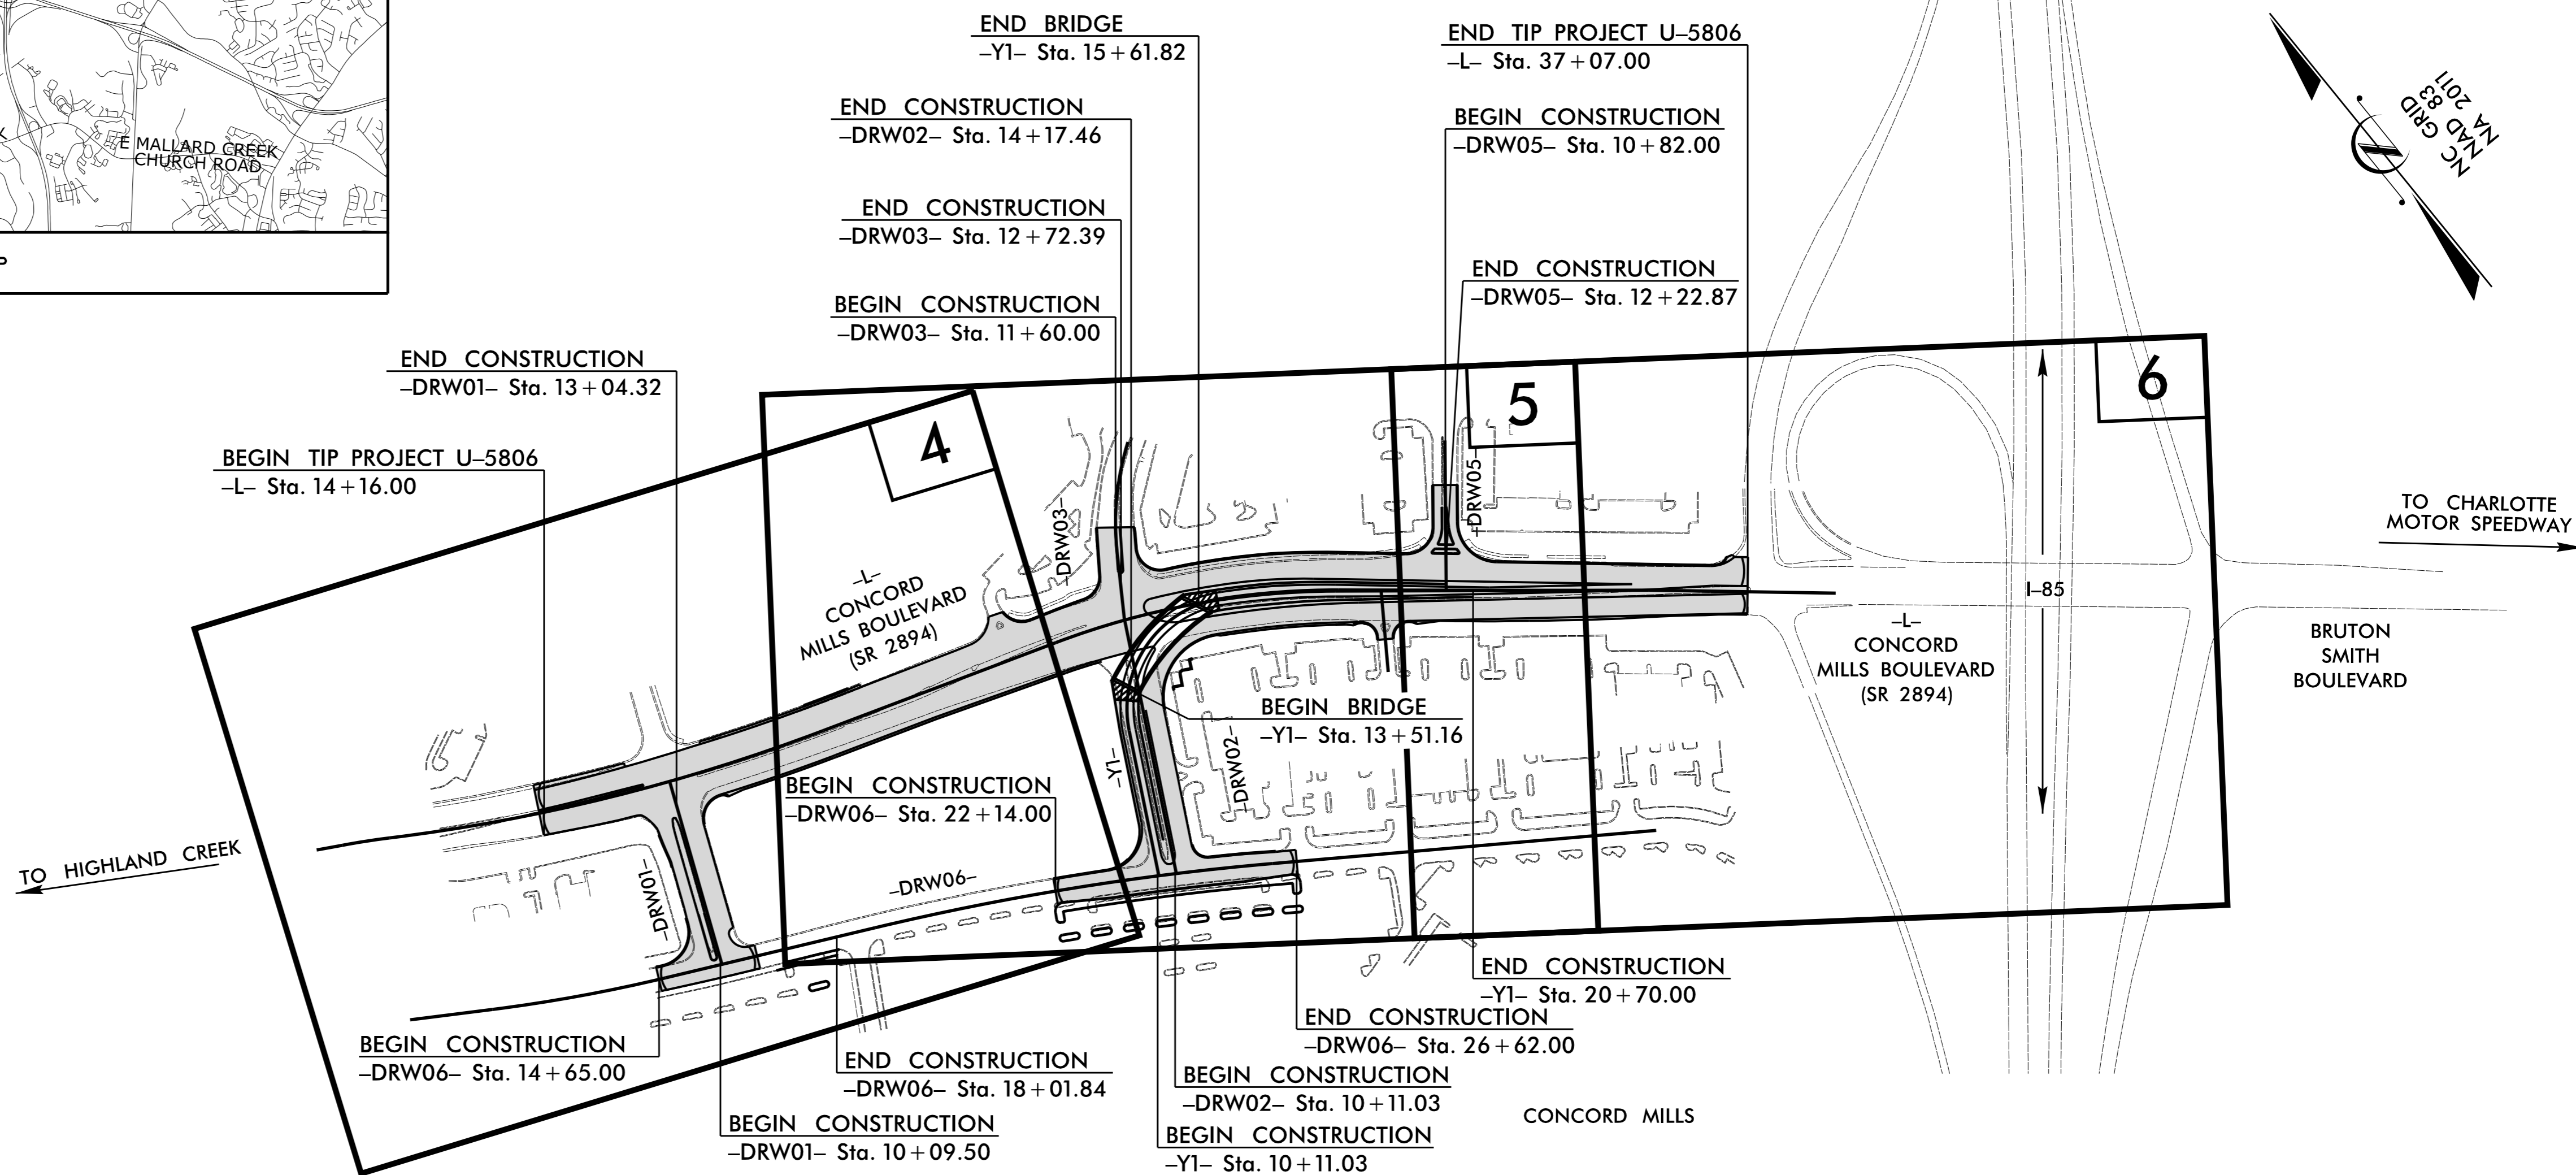 E MALLARD CREEK
CHURCH ROAD
END BRIDGE
–Y1– Sta. 15+61.82
END CONSTRUCTION
–DRW02– Sta. 14+17.46
END CONSTRUCTION
–DRW03– Sta. 12+72.39
BEGIN CONSTRUCTION
–DRW03– Sta. 11+60.00
END TIP PROJECT U–5806
–L– Sta. 37+07.00
BEGIN CONSTRUCTION
–DRW05– Sta. 10+82.00
END CONSTRUCTION
–DRW05– Sta. 12+22.87
NC GRID
NAD 83
NA 2011
END CONSTRUCTION
–DRW01– Sta. 13+04.32
BEGIN TIP PROJECT U–5806
–L– Sta. 14+16.00
4
5
6
–DRW03–
–DRW05–
–L–
CONCORD
MILLS BOULEVARD
(SR 2894)
TO CHARLOTTE
MOTOR SPEEDWAY
I–85
–L–
CONCORD
MILLS BOULEVARD
(SR 2894)
BRUTON
SMITH
BOULEVARD
BEGIN BRIDGE
–Y1– Sta. 13+51.16
–Y1–
–DRW02–
BEGIN CONSTRUCTION
–DRW06– Sta. 22+14.00
TO HIGHLAND CREEK
–DRW01–
–DRW06–
END CONSTRUCTION
–Y1– Sta. 20+70.00
END CONSTRUCTION
–DRW06– Sta. 26+62.00
BEGIN CONSTRUCTION
–DRW06– Sta. 14+65.00
END CONSTRUCTION
–DRW06– Sta. 18+01.84
BEGIN CONSTRUCTION
–DRW02– Sta. 10+11.03
CONCORD MILLS
BEGIN CONSTRUCTION
–DRW01– Sta. 10+09.50
BEGIN CONSTRUCTION
–Y1– Sta. 10+11.03